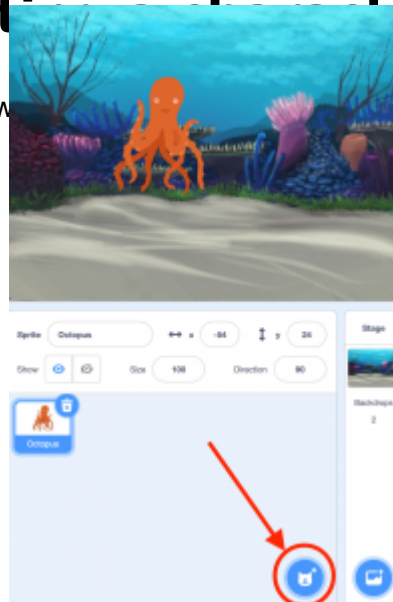 Sprite Octopus x -84 y 24
Stage
Show Size 100 Direction 90
Backdrops
2
Octopus